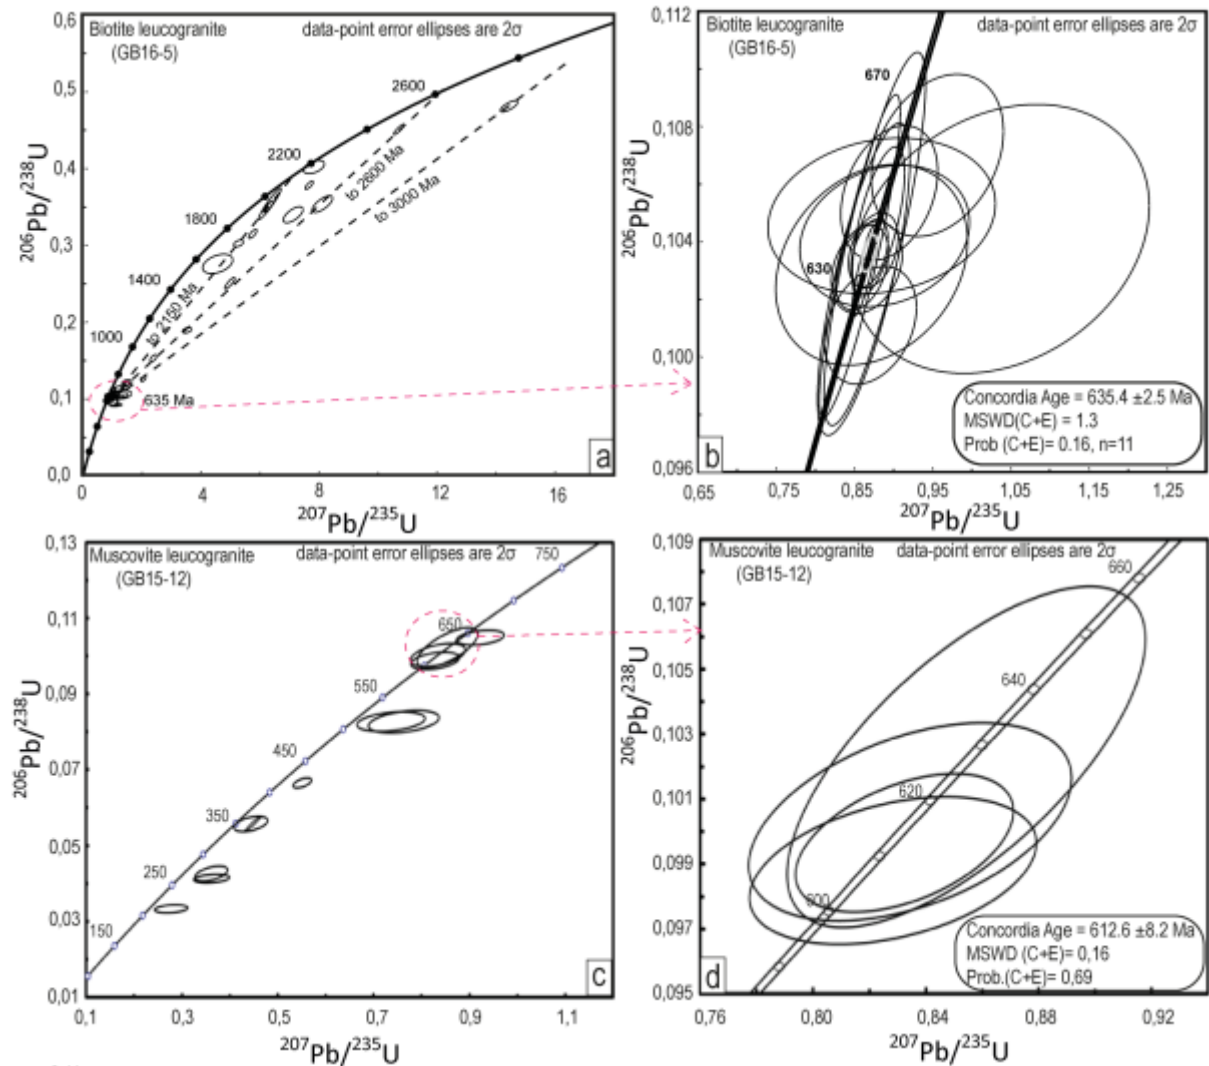 Biotite leucogranite data-point error ellipses are 2σ
(GB16-5)
0,6
0,5
0,4
0,3
0,2
0,1
0,0
206Pb/238U
2600
2200
1800
1400
1000
to 2150 Ma
to 2600 Ma
to 3000 Ma
635 Ma
a
0 4 8 12 16
207Pb/235U
Biotite leucogranite data-point error ellipses are 2σ
(GB16-5)
0,112
0,108
0,104
0,100
0,096
206Pb/238U
670
630
Concordia Age = 635.4 ±2.5 Ma
MSWD(C+E) = 1.3
Prob (C+E)= 0.16, n=11
b
0,65 0,75 0,85 0,95 1,05 1,15 1,25
207Pb/235U
Muscovite leucogranite data-point error ellipses are 2σ
(GB15-12)
0,13
0,11
0,09
0,07
0,05
0,03
0,01
206Pb/238U
750
650
550
450
350
250
150
c
0,1 0,3 0,5 0,7 0,9 1,1
207Pb/235U
Muscovite leucogranite data-point error ellipses are 2σ
(GB15-12)
0,109
0,107
0,105
0,103
0,101
0,099
0,097
0,095
206Pb/238U
660
640
620
600
Concordia Age = 612.6 ±8.2 Ma
MSWD (C+E)= 0,16
Prob.(C+E)= 0,69
d
0,76 0,80 0,84 0,88 0,92
207Pb/235U